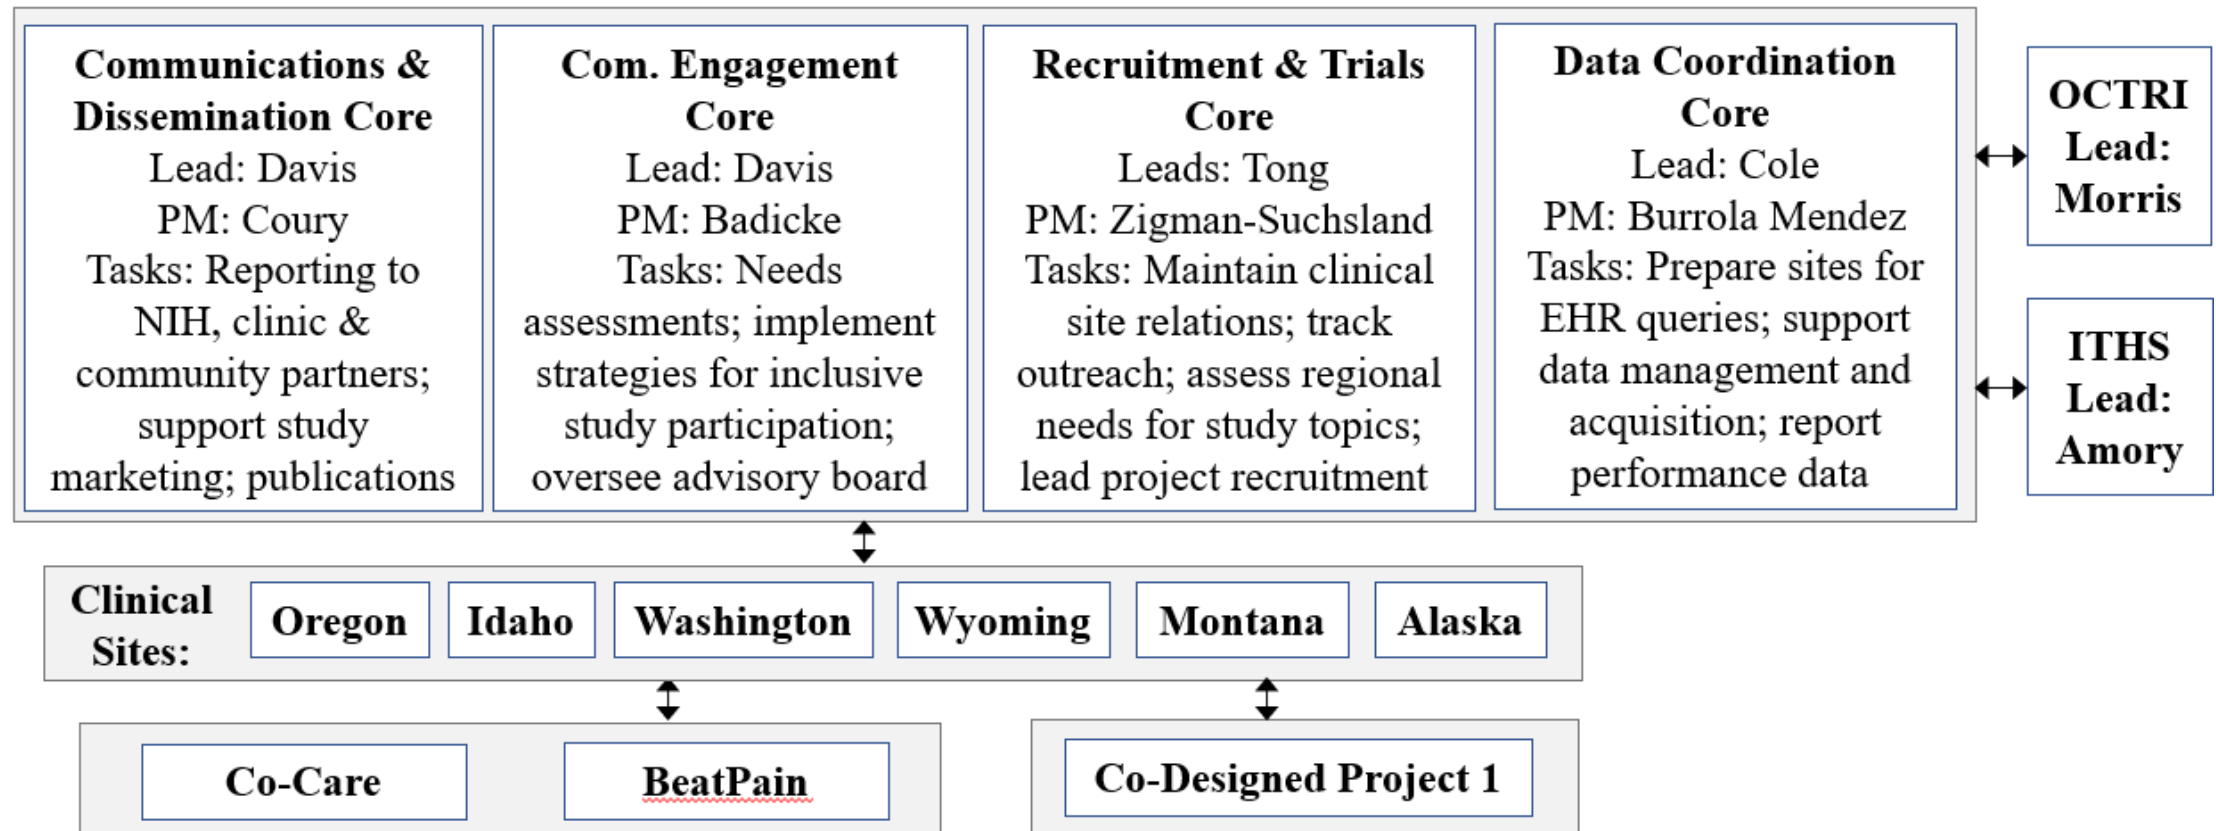 Communications &
Dissemination Core
Lead: Davis
PM: Coury
Tasks: Reporting to
NIH, clinic &
community partners;
support study
marketing; publications
Com. Engagement
Core
Lead: Davis
PM: Badicke
Tasks: Needs
assessments; implement
strategies for inclusive
study participation;
oversee advisory board
Recruitment & Trials
Core
Leads: Tong
PM: Zigman-Suchsland
Tasks: Maintain clinical
site relations; track
outreach; assess regional
needs for study topics;
lead project recruitment
Data Coordination
Core
Lead: Cole
PM: Burrola Mendez
Tasks: Prepare sites for
EHR queries; support
data management and
acquisition; report
performance data
OCTRI
Lead:
Morris
ITHS
Lead:
Amory
Clinical
Sites:
Oregon
Idaho
Washington
Wyoming
Montana
Alaska
Co-Care
BeatPain
Co-Designed Project 1